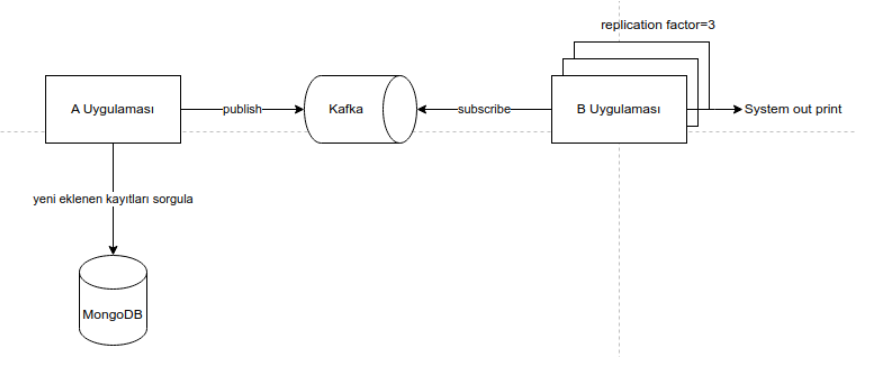 replication factor=3
A Uygulaması
publish
Kafka
subscribe
B Uygulaması
System out print
yeni eklenen kayıtları sorgula
MongoDB